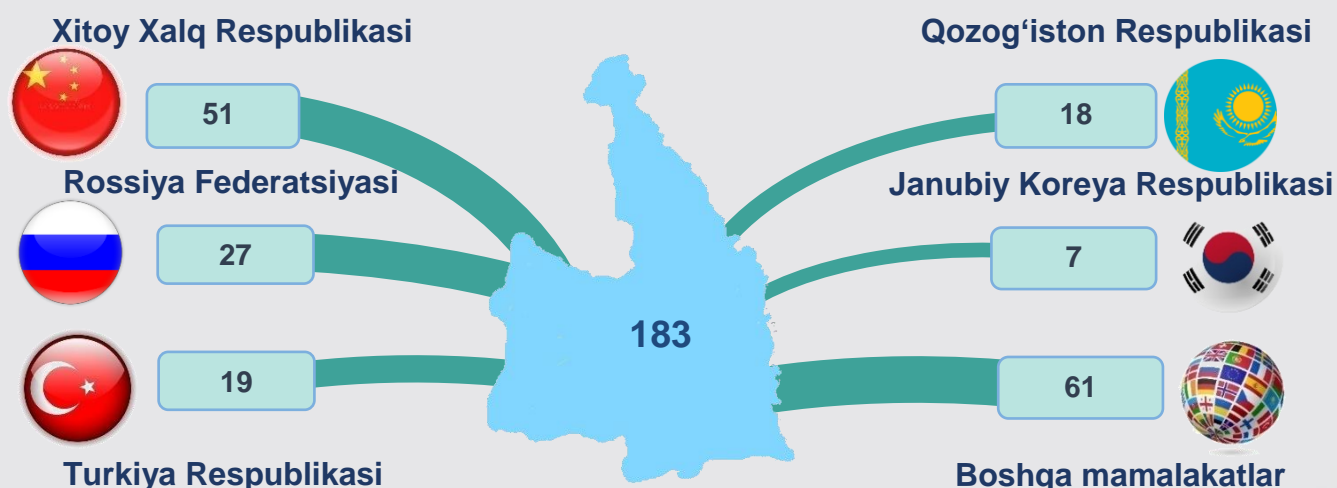 Xitoy Xalq Respublikasi
51
Rossiya Federatsiyasi
27
19
Turkiya Respublikasi
183
Qozog‘iston Respublikasi
18
Janubiy Koreya Respublikasi
7
61
Boshqa mamalakatlar